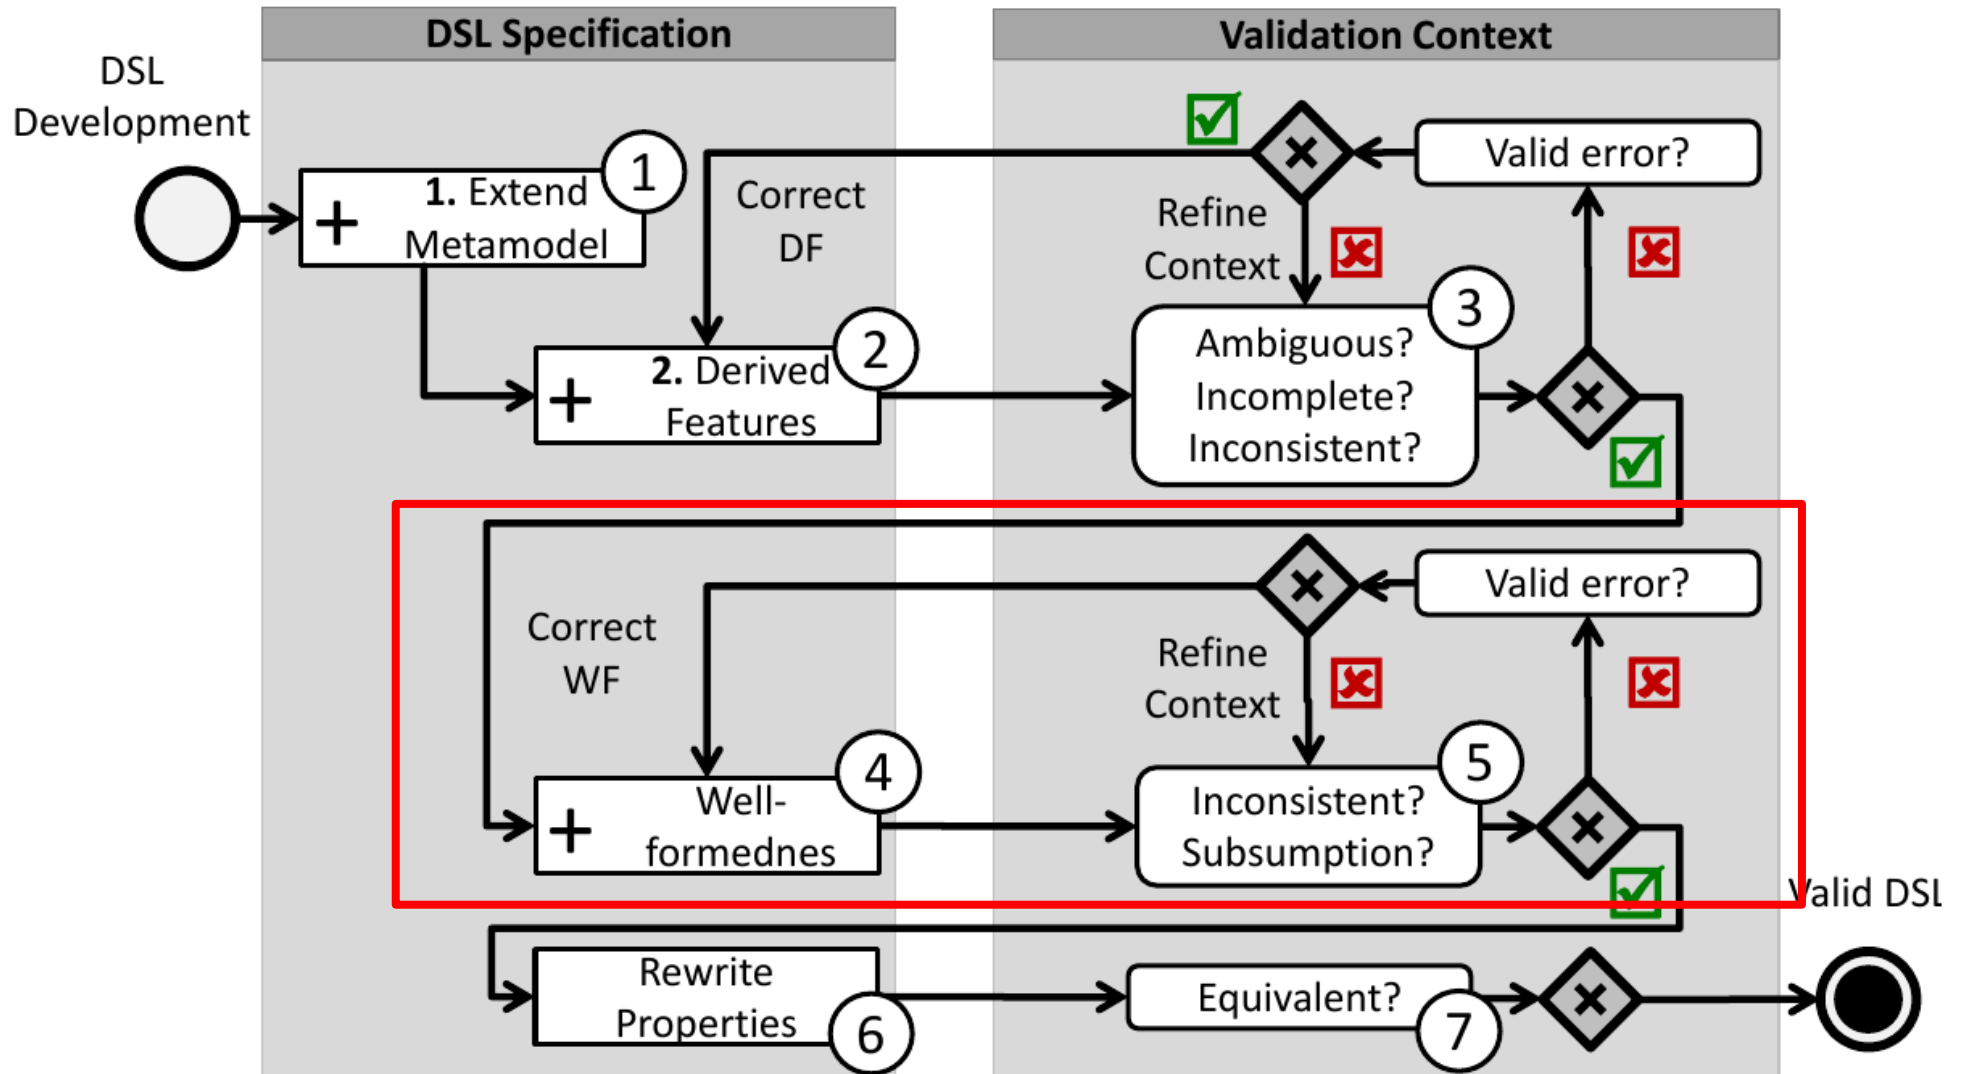 DSL Specification
Validation Context
DSL
Development
1. Extend
Metamodel
1
Correct
DF
Valid error?
Refine
Context
2. Derived
Features
2
Ambiguous?
Incomplete?
Inconsistent?
3
Correct
WF
Valid error?
Refine
Context
Well-
formednes
4
Inconsistent?
Subsumption?
5
Valid DSL
Rewrite
Properties
6
Equivalent?
7